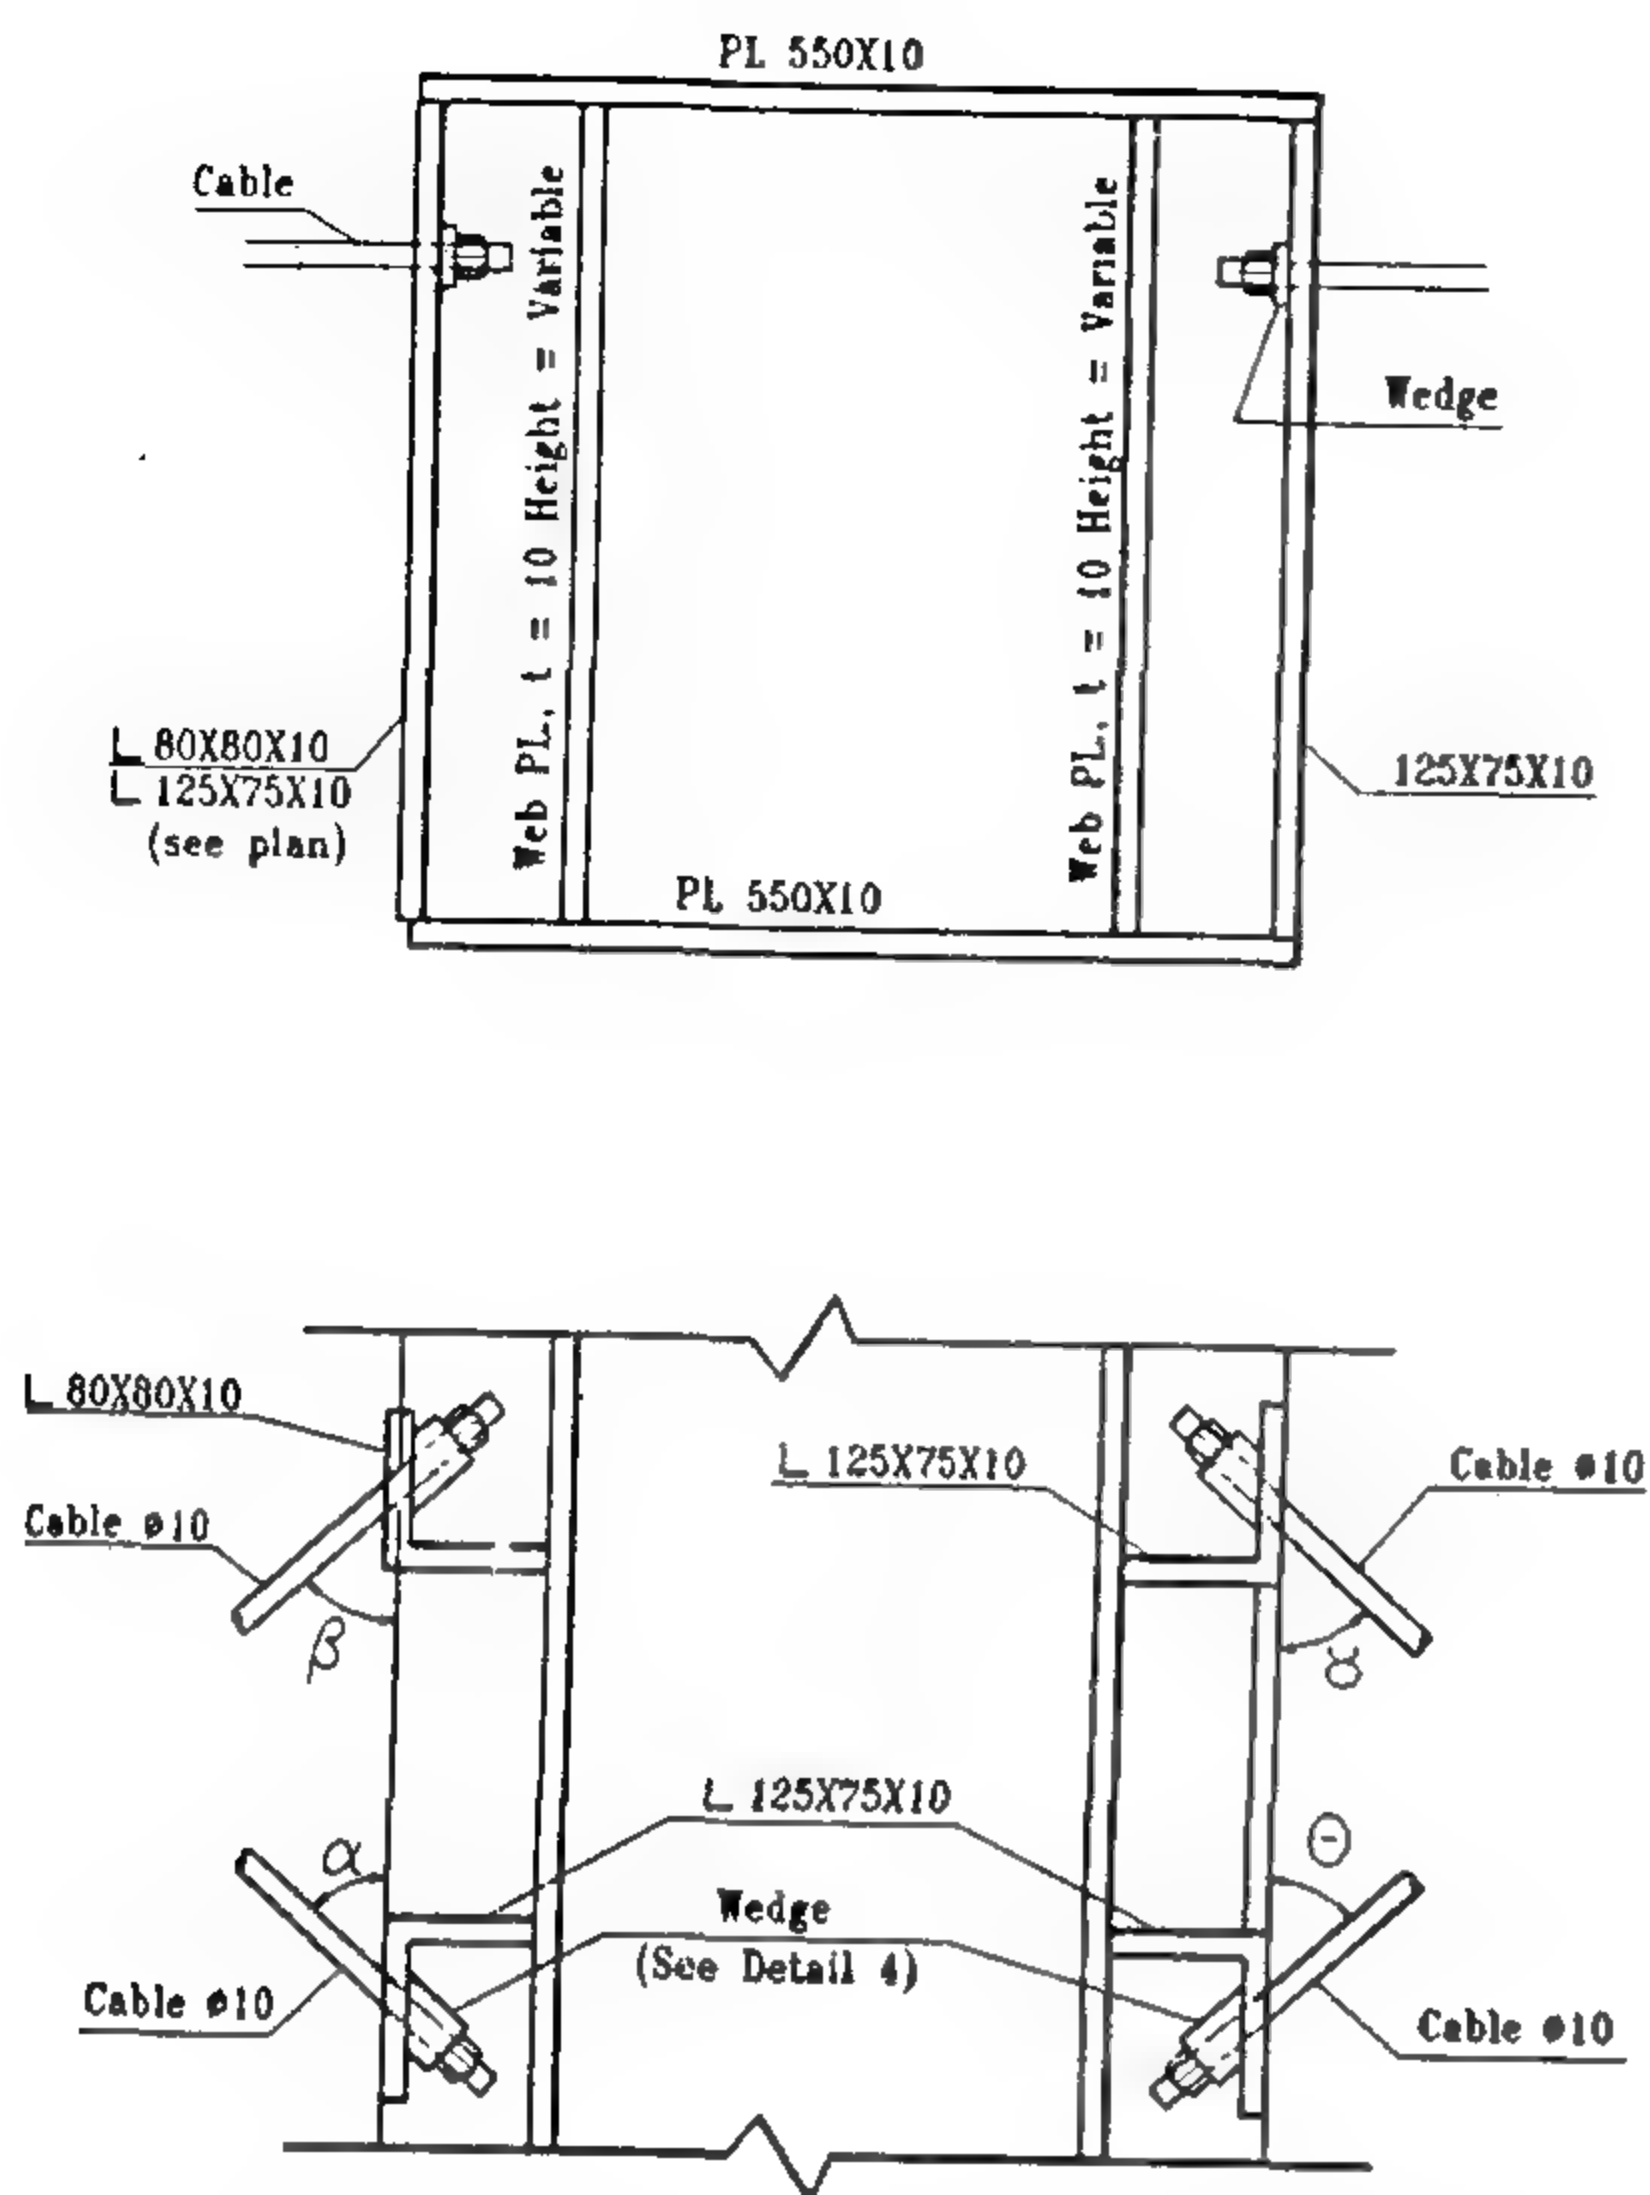 PL 550X10
Cable
Web PL, t = 10 Height = Variable
Web PL, t = 10 Height = Variable
Wedge
L 80X80X10
L 125X75X10
(see plan)
125X75X10
PL 550X10
L 80X80X10
L 125X75X10
Cable ø10
Cable ø10
β
α
L 125X75X10
α
θ
Wedge
(See Detail 4)
Cable ø10
Cable ø10